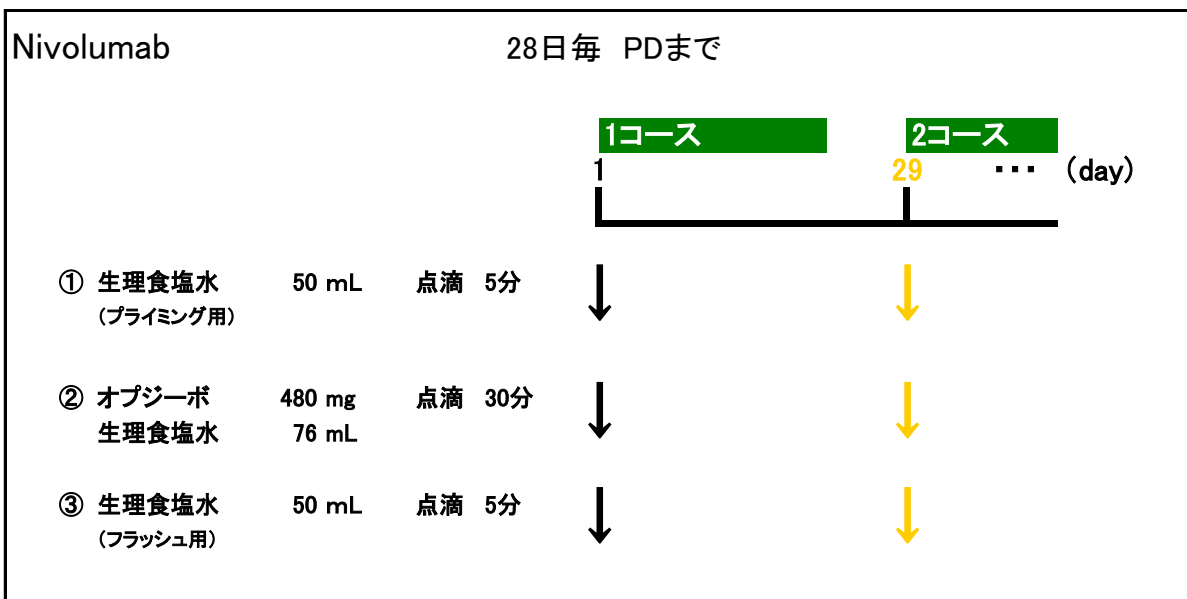 Nivolumab 28日毎 PDまで
1コース 2コース
1 29 ・・・ (day)
① 生理食塩水 50 mL 点滴 5分
(プライミング用)
② オプジーボ 480 mg 点滴 30分
生理食塩水 76 mL
③ 生理食塩水 50 mL 点滴 5分
(フラッシュ用)